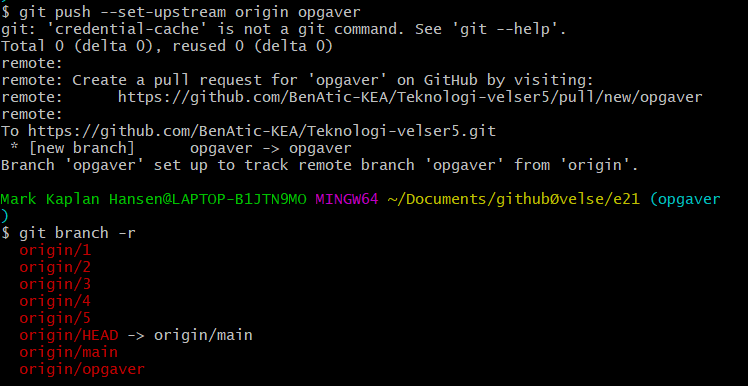 $ git push --set-upstream origin opgaver
git: 'credential-cache' is not a git command. See 'git --help'.
Total 0 (delta 0), reused 0 (delta 0)
remote:
remote: Create a pull request for 'opgaver' on GitHub by visiting:
remote:      https://github.com/BenAtic-KEA/Teknologi-velser5/pull/new/opgaver
remote:
To https://github.com/BenAtic-KEA/Teknologi-velser5.git
 * [new branch]      opgaver -> opgaver
Branch 'opgaver' set up to track remote branch 'opgaver' from 'origin'.

Mark Kaplan Hansen@LAPTOP-B1JTN9MO MINGW64 ~/Documents/githubØvelse/e21 (opgaver
)
$ git branch -r
  origin/1
  origin/2
  origin/3
  origin/4
  origin/5
  origin/HEAD -> origin/main
  origin/main
  origin/opgaver